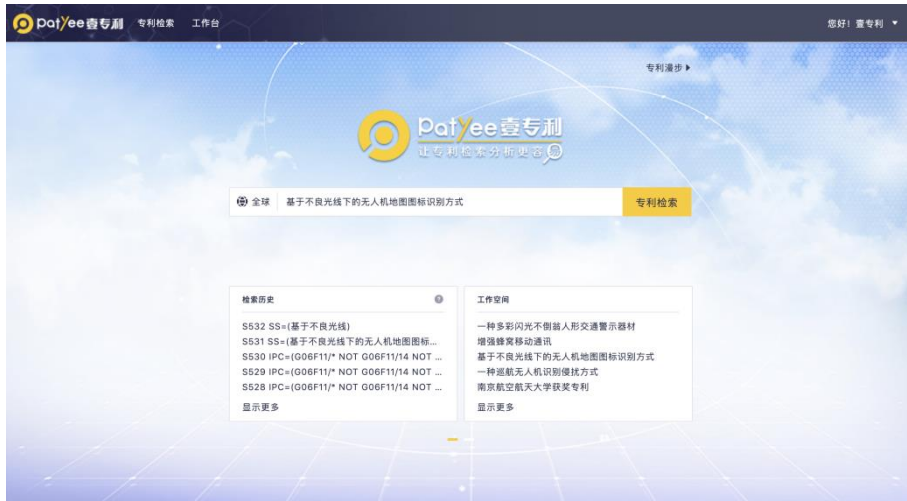 Patyee壹专利 专利检索 工作台 您好！壹专利
专利漫步
Patyee壹专利
让专利检索分析更容易
全球 基于不良光线下的无人机地图图标识别方式 专利检索
检索历史
S532 SS=(基于不良光线)
S531 SS=(基于不良光线下的无人机地图图标...
S530 IPC=(G06F11/* NOT G06F11/14 NOT ...
S529 IPC=(G06F11/* NOT G06F11/14 NOT ...
S528 IPC=(G06F11/* NOT G06F11/14 NOT ...
显示更多
工作空间
一种多彩闪光不倒翁人形交通警示器材
增强蜂窝移动通讯
基于不良光线下的无人机地图图标识别方式
一种巡航无人机识别侵扰方式
南京航空航天大学获奖专利
显示更多